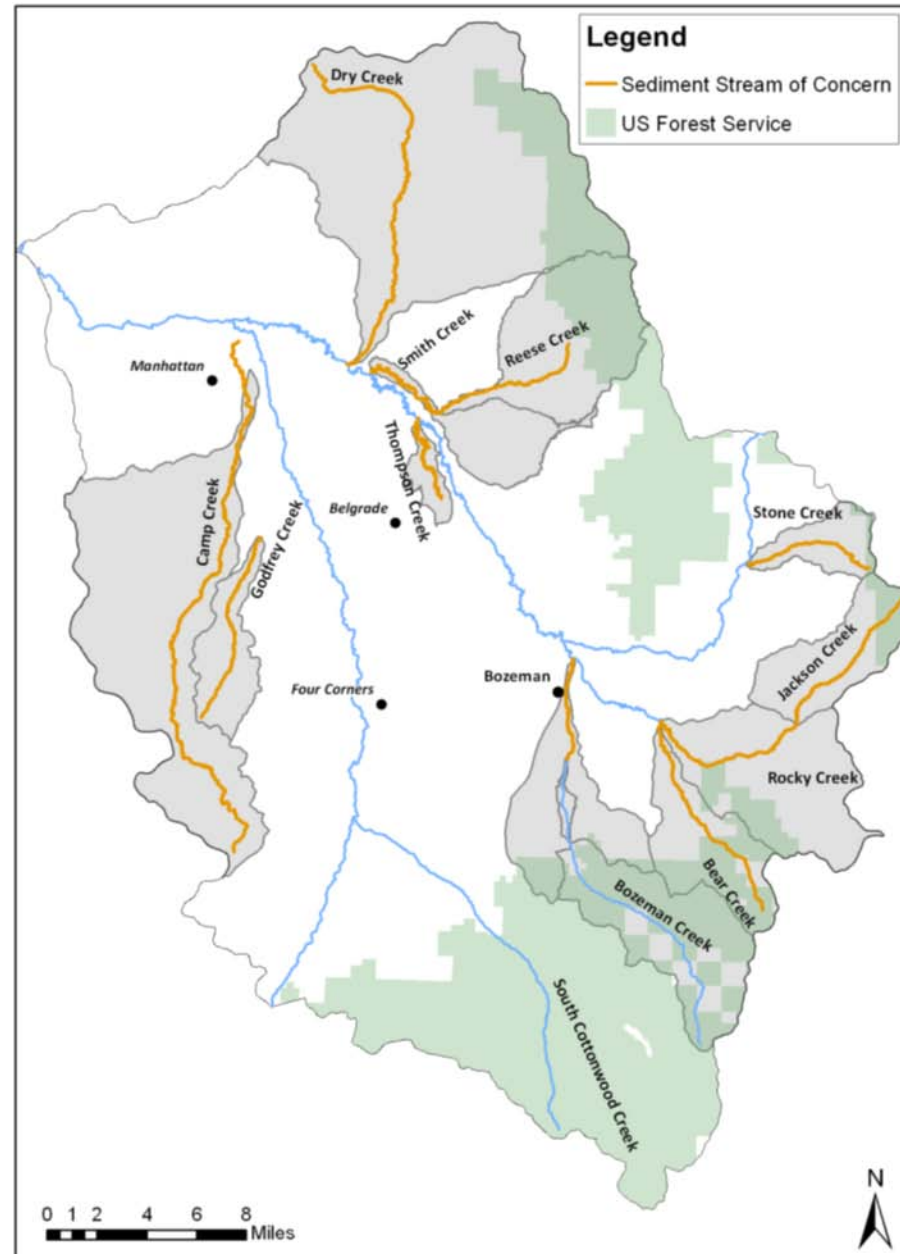 Legend
Sediment Stream of Concern
US Forest Service
Dry Creek
Smith Creek
Reese Creek
Manhattan
Thompson Creek
Camp Creek
Belgrade
Godfrey Creek
Stone Creek
Jackson Creek
Bozeman
Four Corners
Rocky Creek
Bear Creek
Bozeman Creek
South Cottonwood Creek
N
0 1 2 4 6 8
Miles